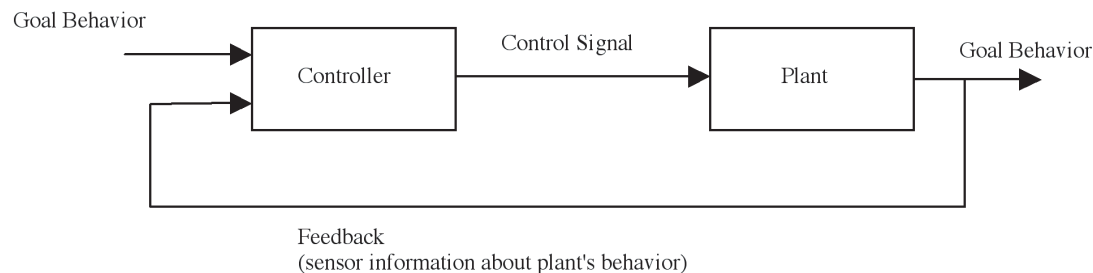 Goal Behavior
Control Signal
Goal Behavior
Controller
Plant
Feedback
(sensor information about plant's behavior)